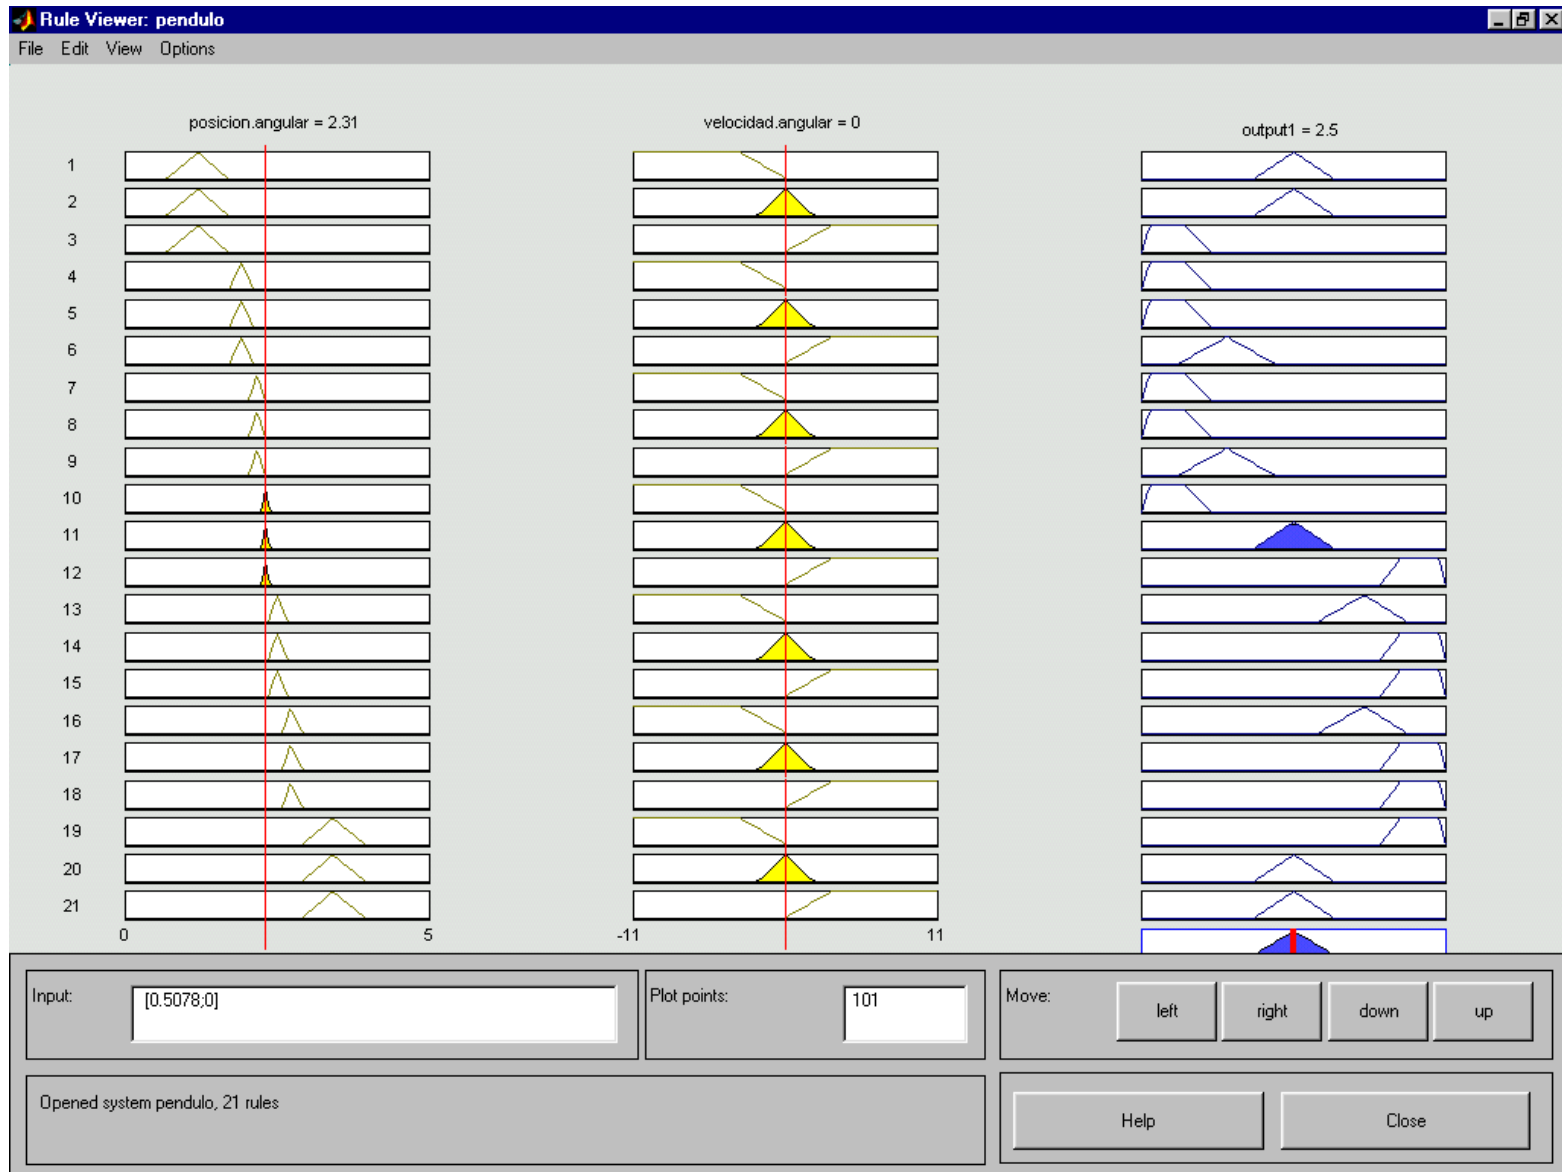 Rule Viewer: pendulo
File Edit View Options
posicion.angular = 2.31
velocidad.angular = 0
output1 = 2.5
1
2
3
4
5
6
7
8
9
10
11
12
13
14
15
16
17
18
19
20
21
0 5
-11 11
Input: [0.5078;0]
Plot points: 101
Move: left right down up
Opened system pendulo, 21 rules
Help Close